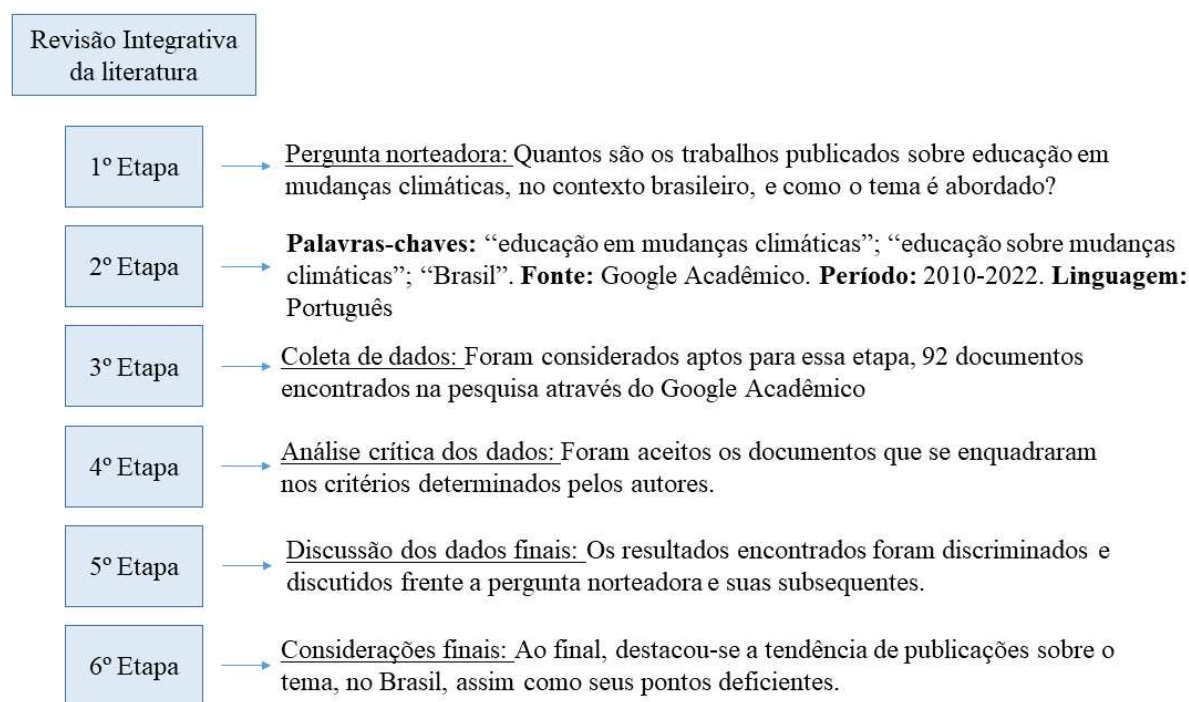 Revisão Integrativa
da literatura
1º Etapa
Pergunta norteadora: Quantos são os trabalhos publicados sobre educação em
mudanças climáticas, no contexto brasileiro, e como o tema é abordado?
2º Etapa
Palavras-chaves: ‘‘educação em mudanças climáticas”; ‘‘educação sobre mudanças
climáticas”; ‘‘Brasil”. Fonte: Google Acadêmico. Período: 2010-2022. Linguagem:
Português
3º Etapa
Coleta de dados: Foram considerados aptos para essa etapa, 92 documentos
encontrados na pesquisa através do Google Acadêmico
4º Etapa
Análise crítica dos dados: Foram aceitos os documentos que se enquadraram
nos critérios determinados pelos autores.
5º Etapa
Discussão dos dados finais: Os resultados encontrados foram discriminados e
discutidos frente a pergunta norteadora e suas subsequentes.
6º Etapa
Considerações finais: Ao final, destacou-se a tendência de publicações sobre o
tema, no Brasil, assim como seus pontos deficientes.